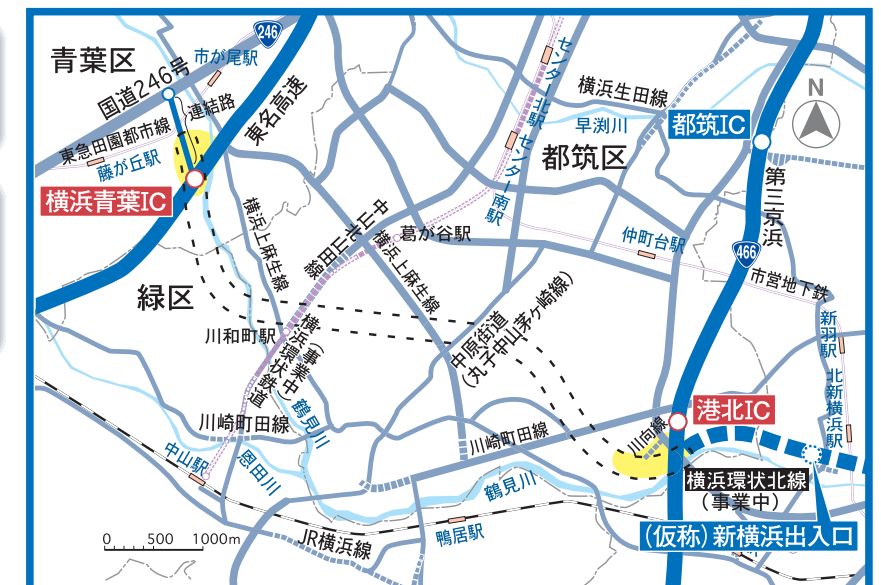 246
青葉区
市が尾駅
国道246号
連結路
東名高速
東急田園都市線
藤が丘駅
横浜青葉IC
センター北駅
横浜生田線
早渕川
都筑IC
N
都筑区
センター南駅
第三京浜
横浜上麻生線
中山北山田線
葛が谷駅
横浜上麻生線
仲町台駅
466
市営地下鉄
緑区
川和町駅
横浜環状鉄道
(事業中)
中原街道
(丸子中山茅ケ崎線)
新羽駅
北新横浜駅
港北IC
川崎町田線
鶴見川
川崎町田線
川向線
中山駅
恩田川
鶴見川
横浜環状北線
(事業中)
(仮称)新横浜出入口
0 500 1000m
JR横浜線
鴨居駅